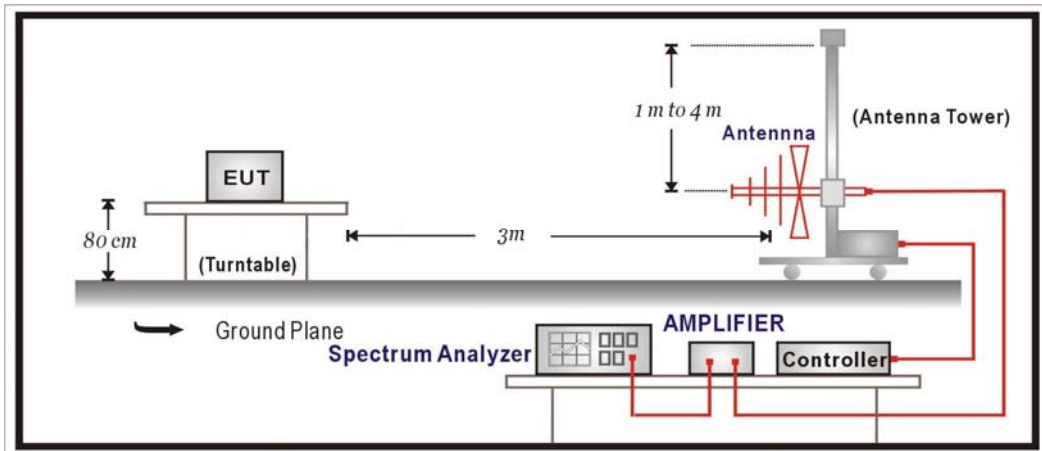 1 m to 4 m
(Antenna Tower)
Antennna
EUT
80 cm
3m
(Turntable)
Ground Plane
AMPLIFIER
Spectrum Analyzer
Controller